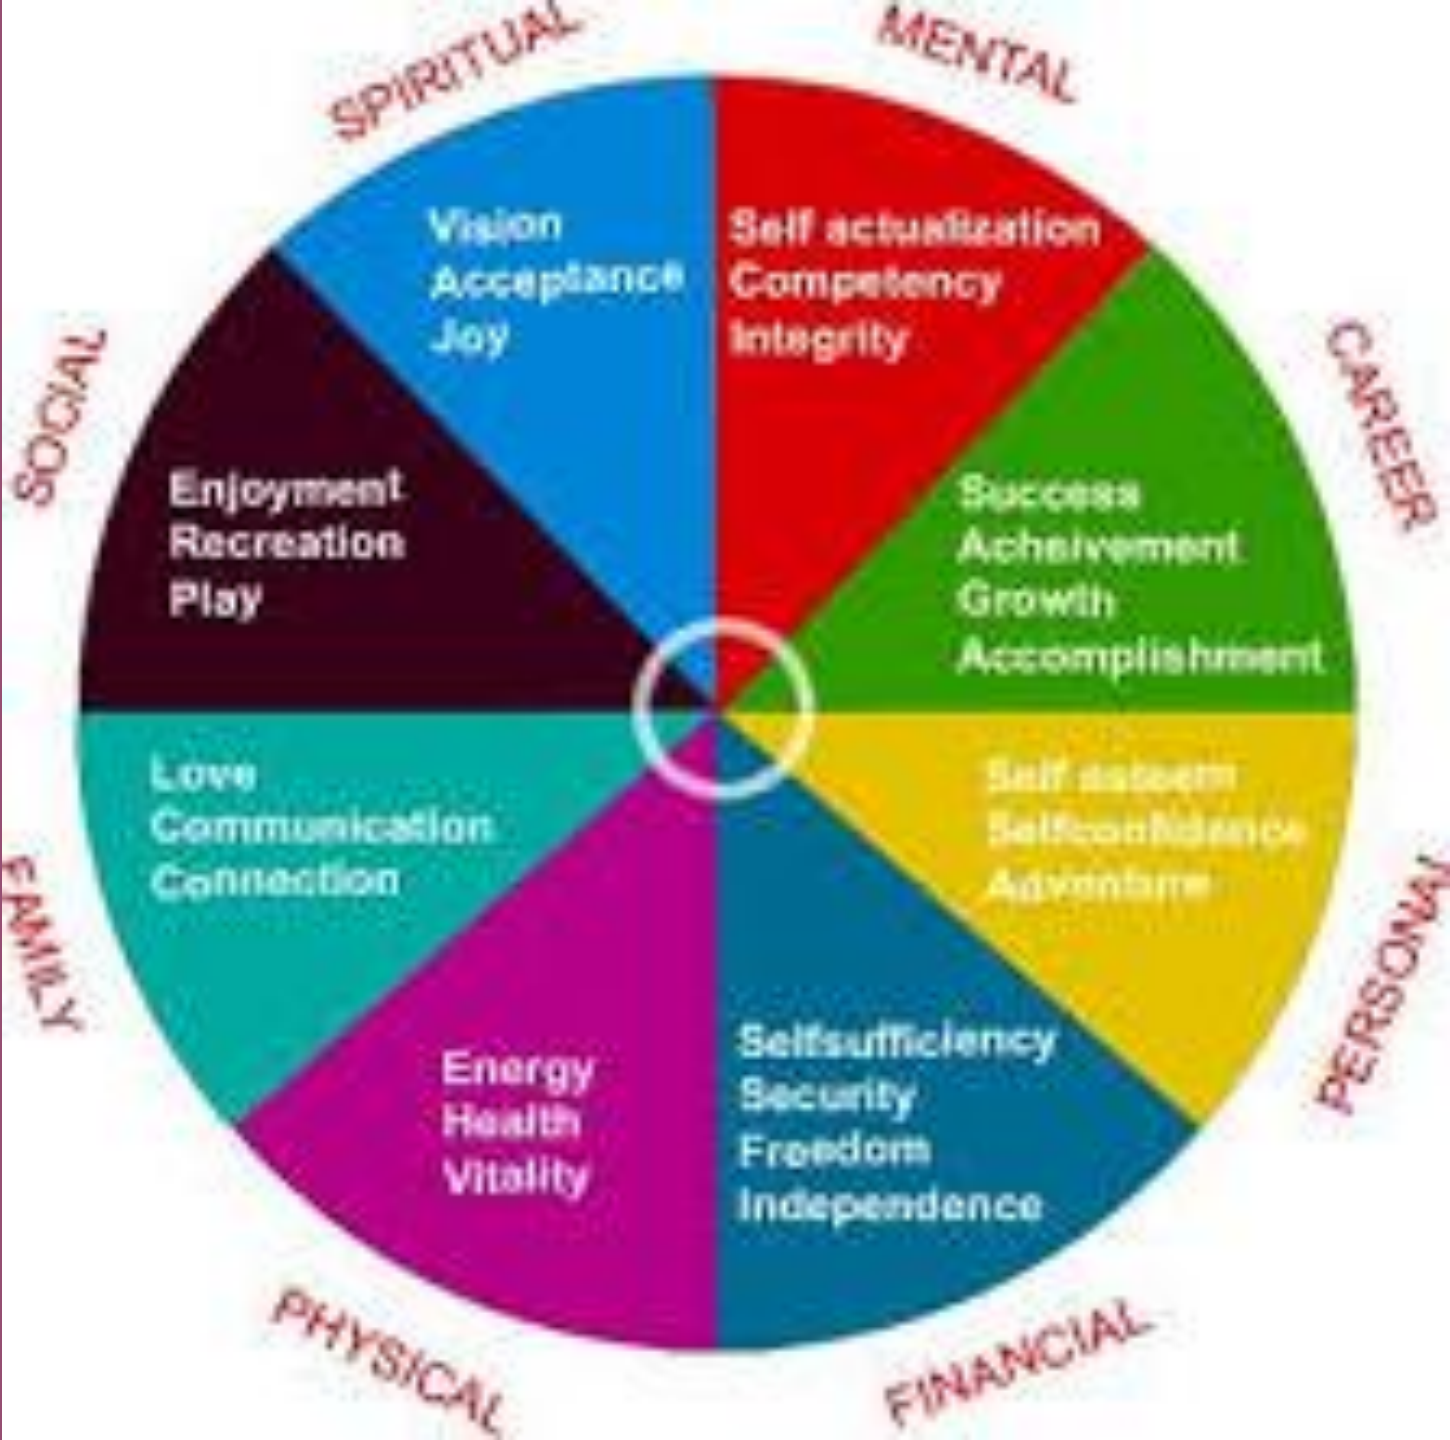 SPIRITUAL
MENTAL
Vision
Acceptance
Joy
Self actualization
Competency
Integrity
SOCIAL
CAREER
Enjoyment
Recreation
Play
Success
Acheivement
Growth
Accomplishment
Love
Communication
Connection
Self esteem
Selfconfidance
Adventure
FAMILY
PERSONAL
Energy
Health
Vitality
Selfsufficiency
Security
Freedom
Independence
PHYSICAL
FINANCIAL